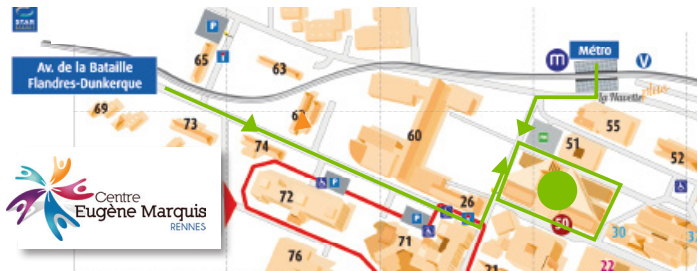 STAR
Av. de la Bataille
Flandres-Dunkerque
Métro
m
V
la Navette
P
65
63
69
73
74
60
55
51
52
72
P
26
P
71
76
50
30
22
21
Centre
Eugène Marquis
RENNES